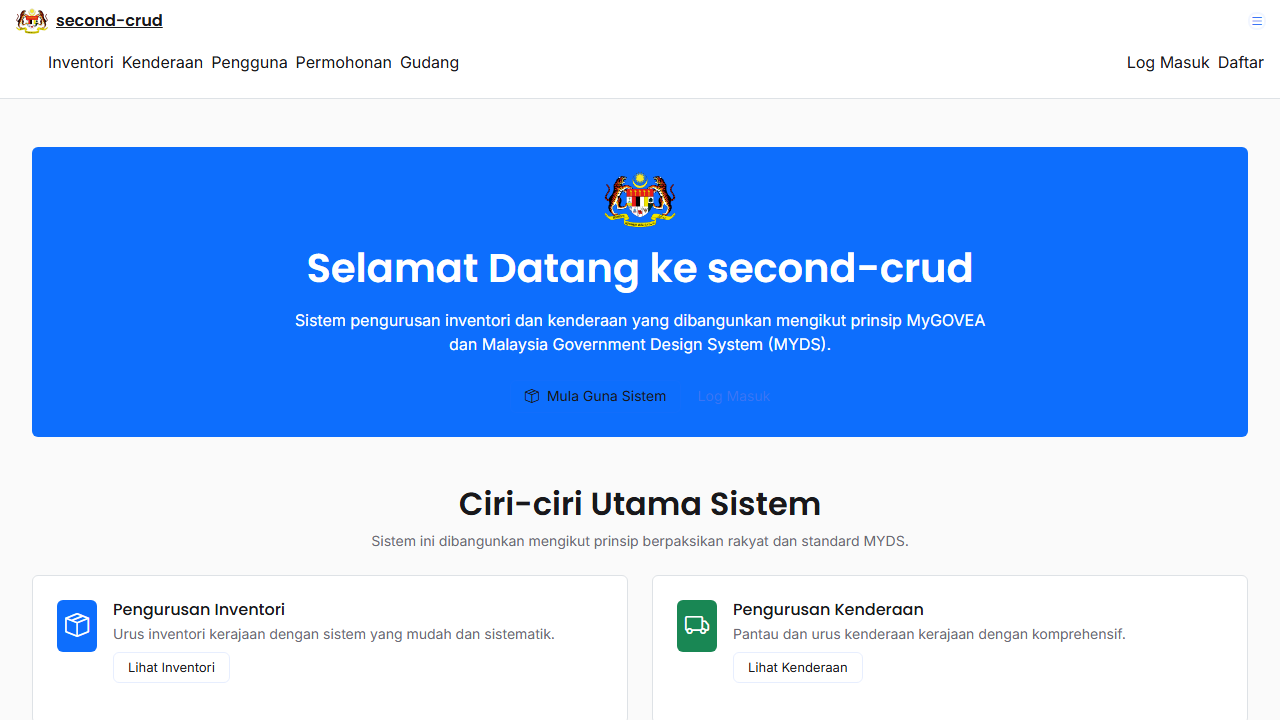 second-crud
Inventori Kenderaan Pengguna Permohonan Gudang
Log Masuk Daftar
Selamat Datang ke second-crud
Sistem pengurusan inventori dan kenderaan yang dibangunkan mengikut prinsip MyGOVEA
dan Malaysia Government Design System (MYDS).
Mula Guna Sistem
Log Masuk
Ciri-ciri Utama Sistem
Sistem ini dibangunkan mengikut prinsip berpaksikan rakyat dan standard MYDS.
Pengurusan Inventori
Urus inventori kerajaan dengan sistem yang mudah dan sistematik.
Lihat Inventori
Pengurusan Kenderaan
Pantau dan urus kenderaan kerajaan dengan komprehensif.
Lihat Kenderaan